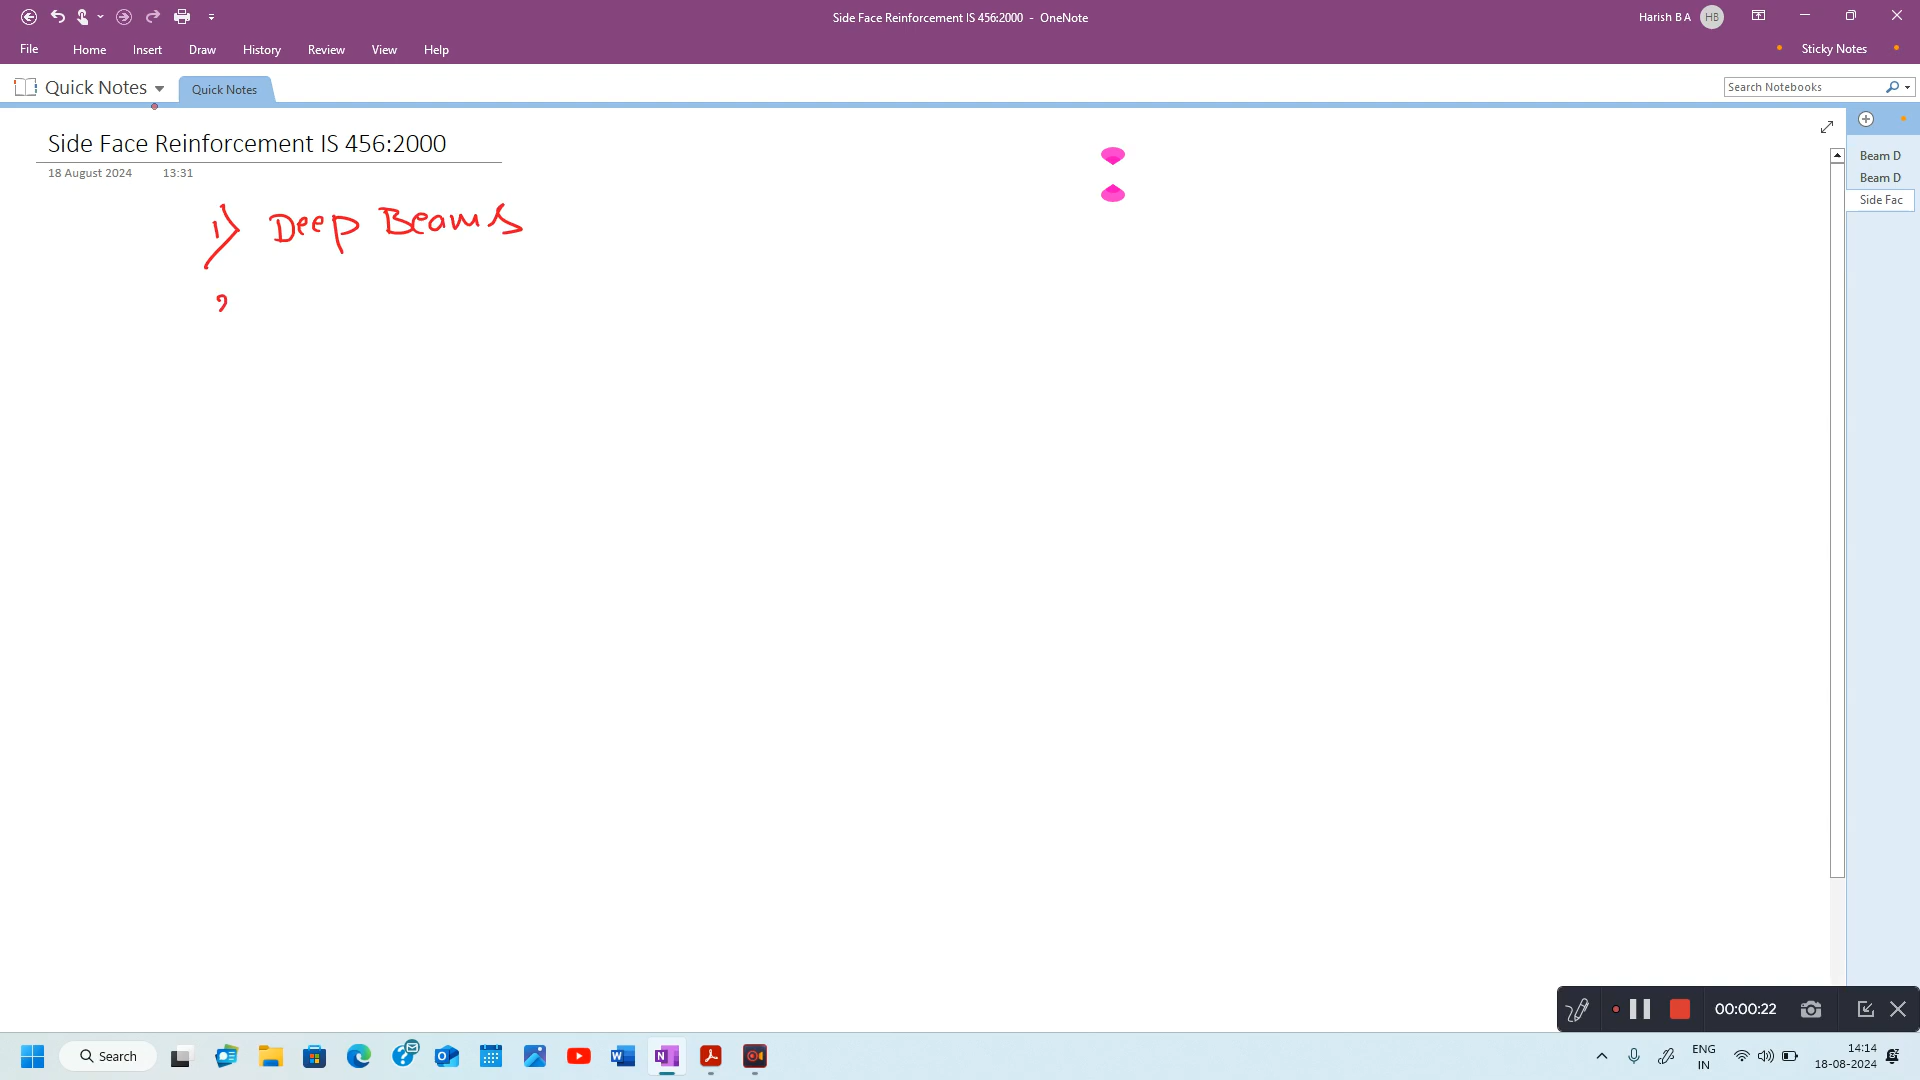 Side Face Reinforcement IS 456:2000 - OneNote
Harish B A
HB
File Home Insert Draw History Review View Help
Sticky Notes
Quick Notes
Quick Notes
Search Notebooks
Side Face Reinforcement IS 456:2000
18 August 2024 13:31
Beam D
Beam D
Side Fac
1) Deep Beams
2
00:00:22
Search
ENG
IN
14:14
18-08-2024